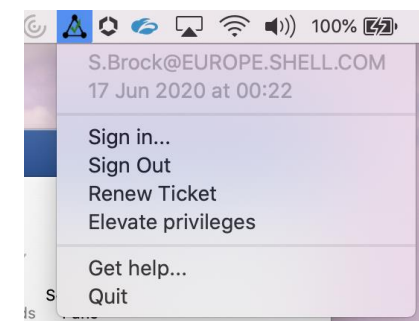 100%
S.Brock@EUROPE.SHELL.COM
17 Jun 2020 at 00:22
Sign in...
Sign Out
Renew Ticket
Elevate privileges
Get help...
Quit